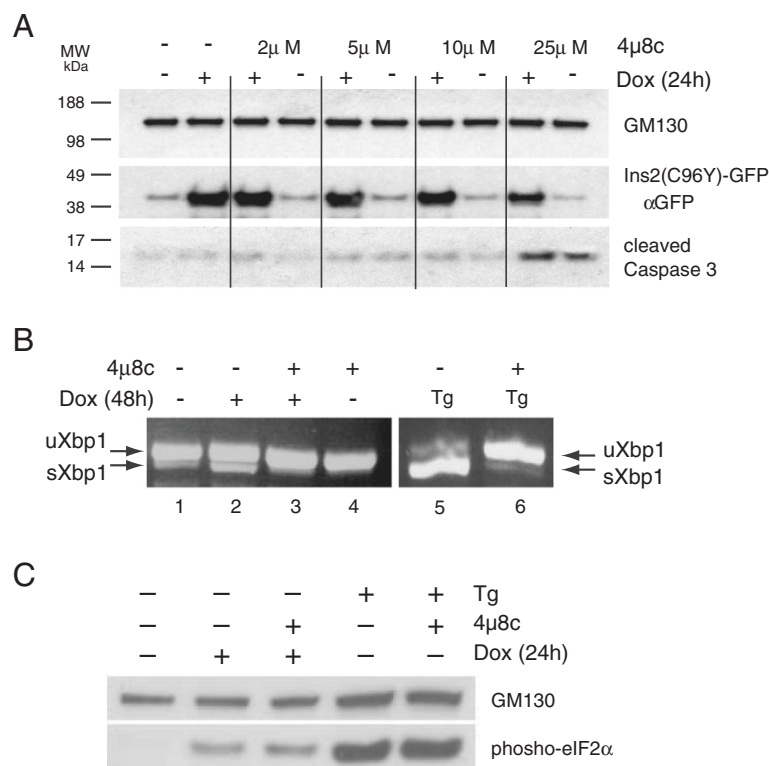 A
MW
kDa
- - 2μ M 5μ M 10μ M 25μ M 4μ8c
- + + - + - + - + - Dox (24h)
188
98
GM130
49
38
Ins2(C96Y)-GFP
αGFP
17
14
cleaved
Caspase 3
B
4μ8c - - + + - +
Dox (48h) - + + - Tg Tg
uXbp1
sXbp1
uXbp1
sXbp1
1 2 3 4 5 6
C
– – – + + Tg
– – + – + 4μ8c
– + + – – Dox (24h)
GM130
phosho-eIF2α